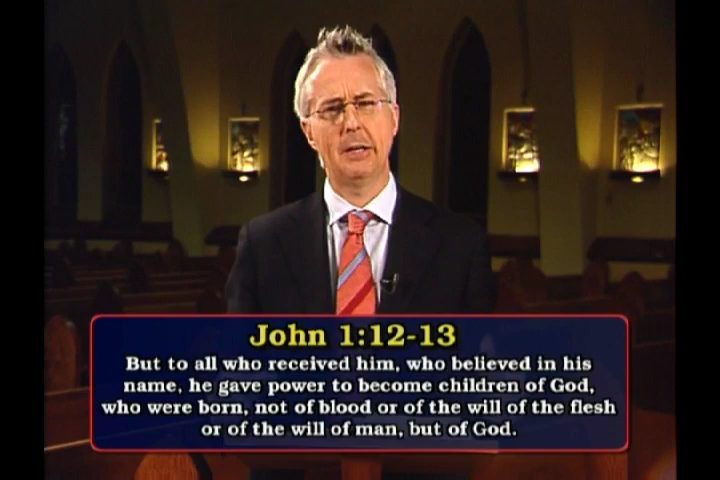 John 1:12-13
But to all who received him, who believed in his
name, he gave power to become children of God,
who were born, not of blood or of the will of the flesh
or of the will of man, but of God.